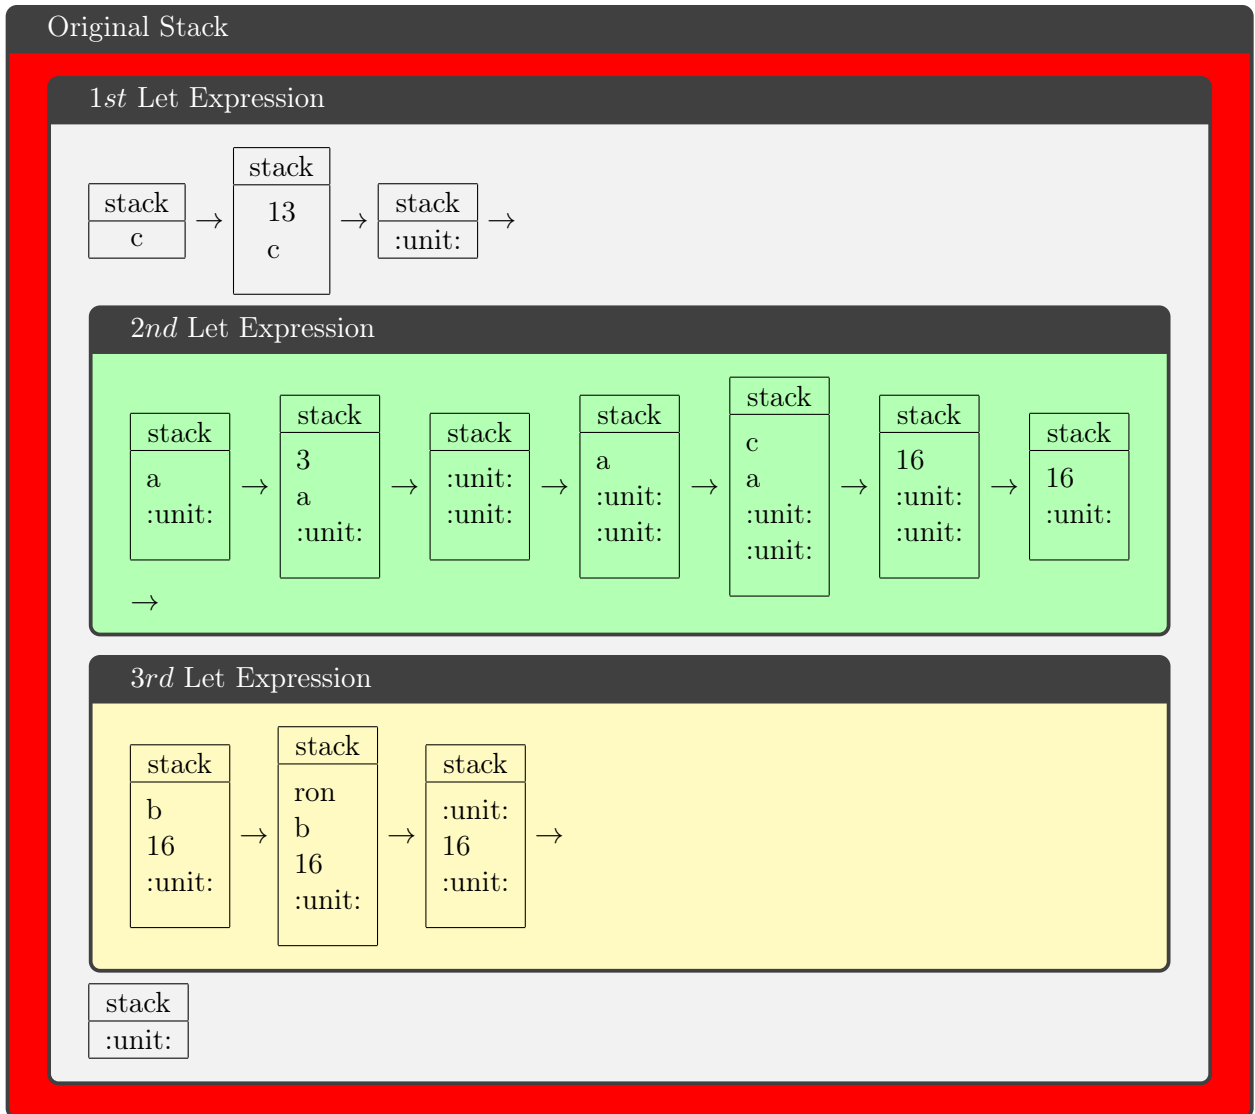 Original Stack
1st Let Expression
stack
c
→
stack
13
c
→
stack
:unit:
→
2nd Let Expression
stack
a
:unit:
→
stack
3
a
:unit:
→
stack
:unit:
:unit:
→
stack
a
:unit:
:unit:
→
stack
c
a
:unit:
:unit:
→
stack
16
:unit:
:unit:
→
stack
16
:unit:
→
3rd Let Expression
stack
b
16
:unit:
→
stack
ron
b
16
:unit:
→
stack
:unit:
16
:unit:
→
stack
:unit: